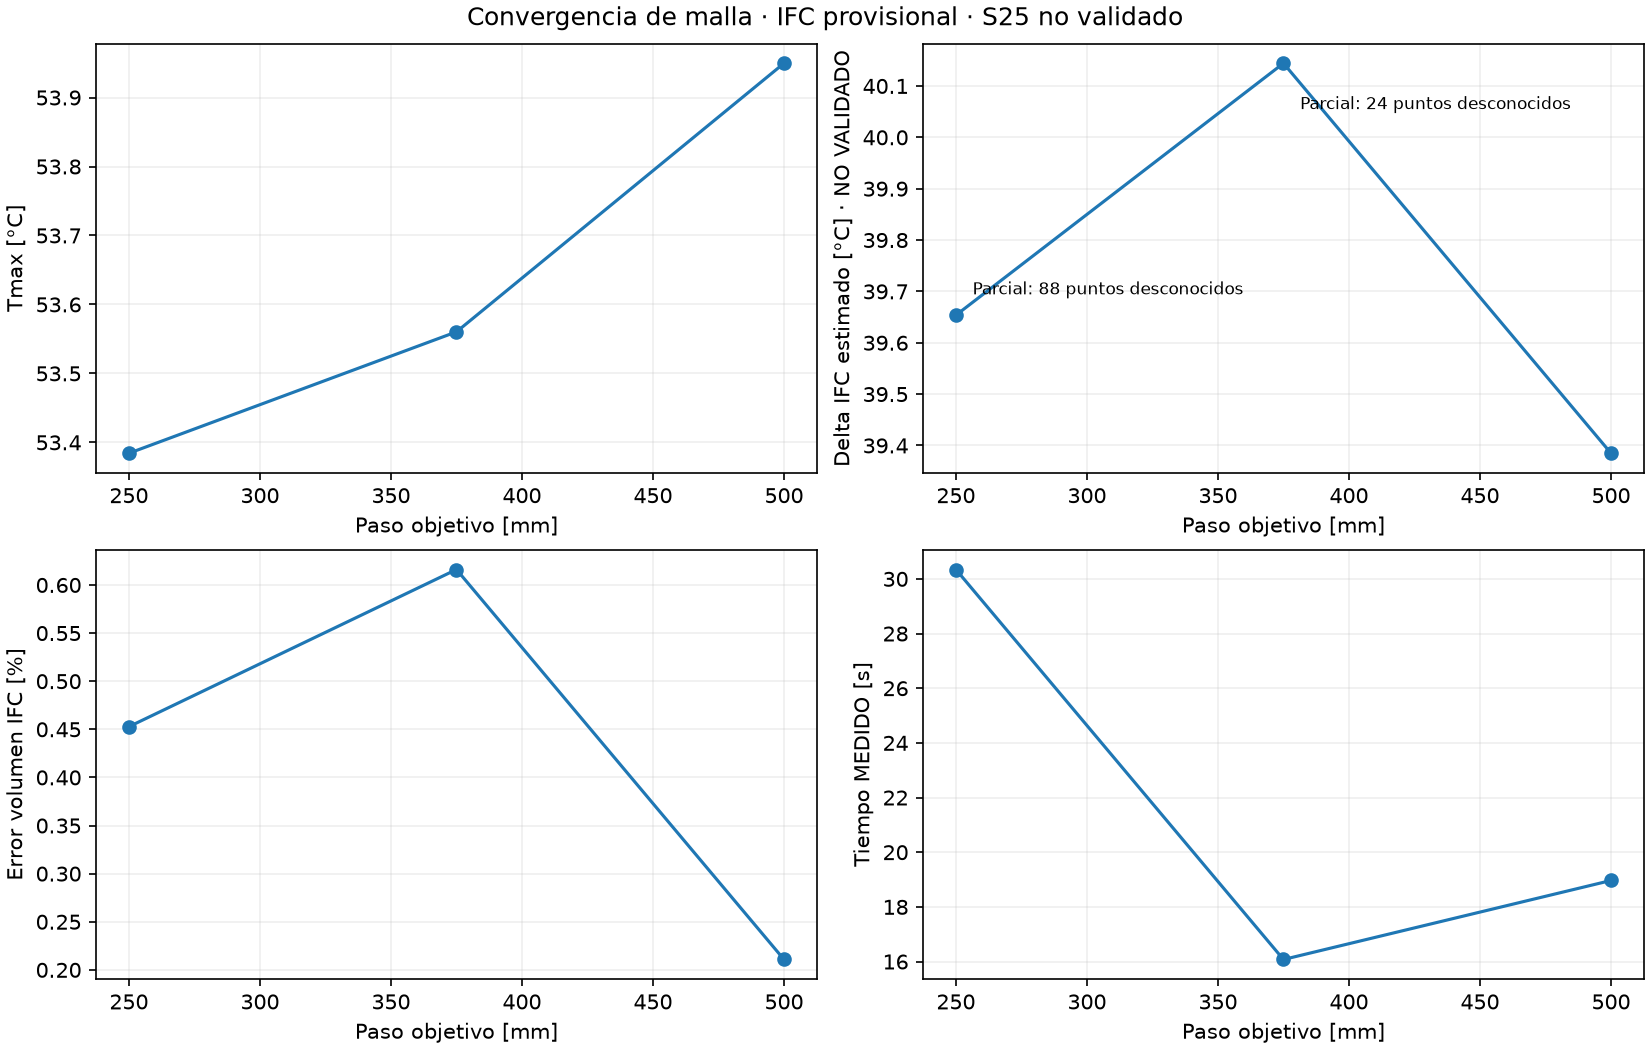 Convergencia de malla · IFC provisional · S25 no validado
Tmax [°C]
53.9
53.8
53.7
53.6
53.5
53.4
250 300 350 400 450 500
Paso objetivo [mm]
Delta IFC estimado [°C] · NO VALIDADO
40.1
40.0
39.9
39.8
39.7
39.6
39.5
39.4
Parcial: 24 puntos desconocidos
Parcial: 88 puntos desconocidos
250 300 350 400 450 500
Paso objetivo [mm]
Error volumen IFC [%]
0.60
0.55
0.50
0.45
0.40
0.35
0.30
0.25
0.20
250 300 350 400 450 500
Paso objetivo [mm]
Tiempo MEDIDO [s]
30
28
26
24
22
20
18
16
250 300 350 400 450 500
Paso objetivo [mm]